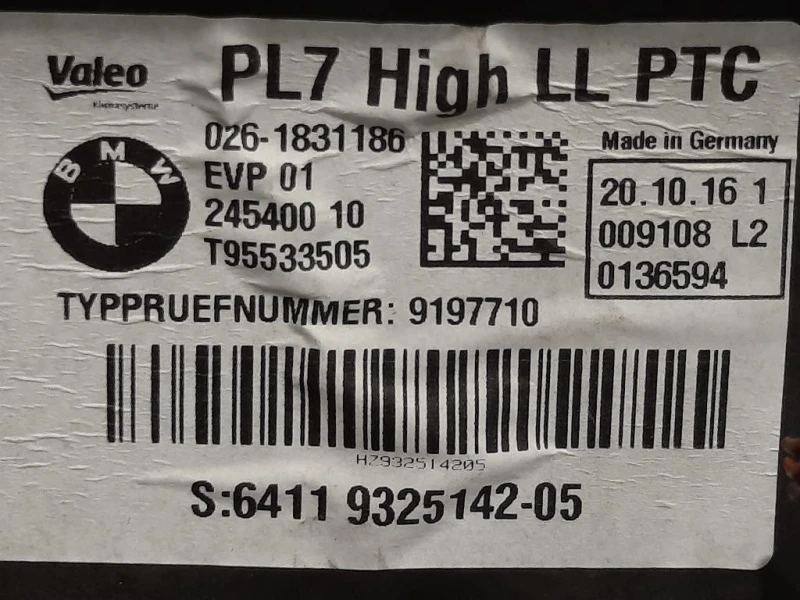 Valeo
Klimasysteme
PL7 High LL PTC
BMW
026-1831186
EVP 01
245400 10
T95533505
Made in Germany
20.10.16 1
009108 L2
0136594
TYPPRUEFNUMMER: 9197710
HZ932514205
S:6411 9325142-05